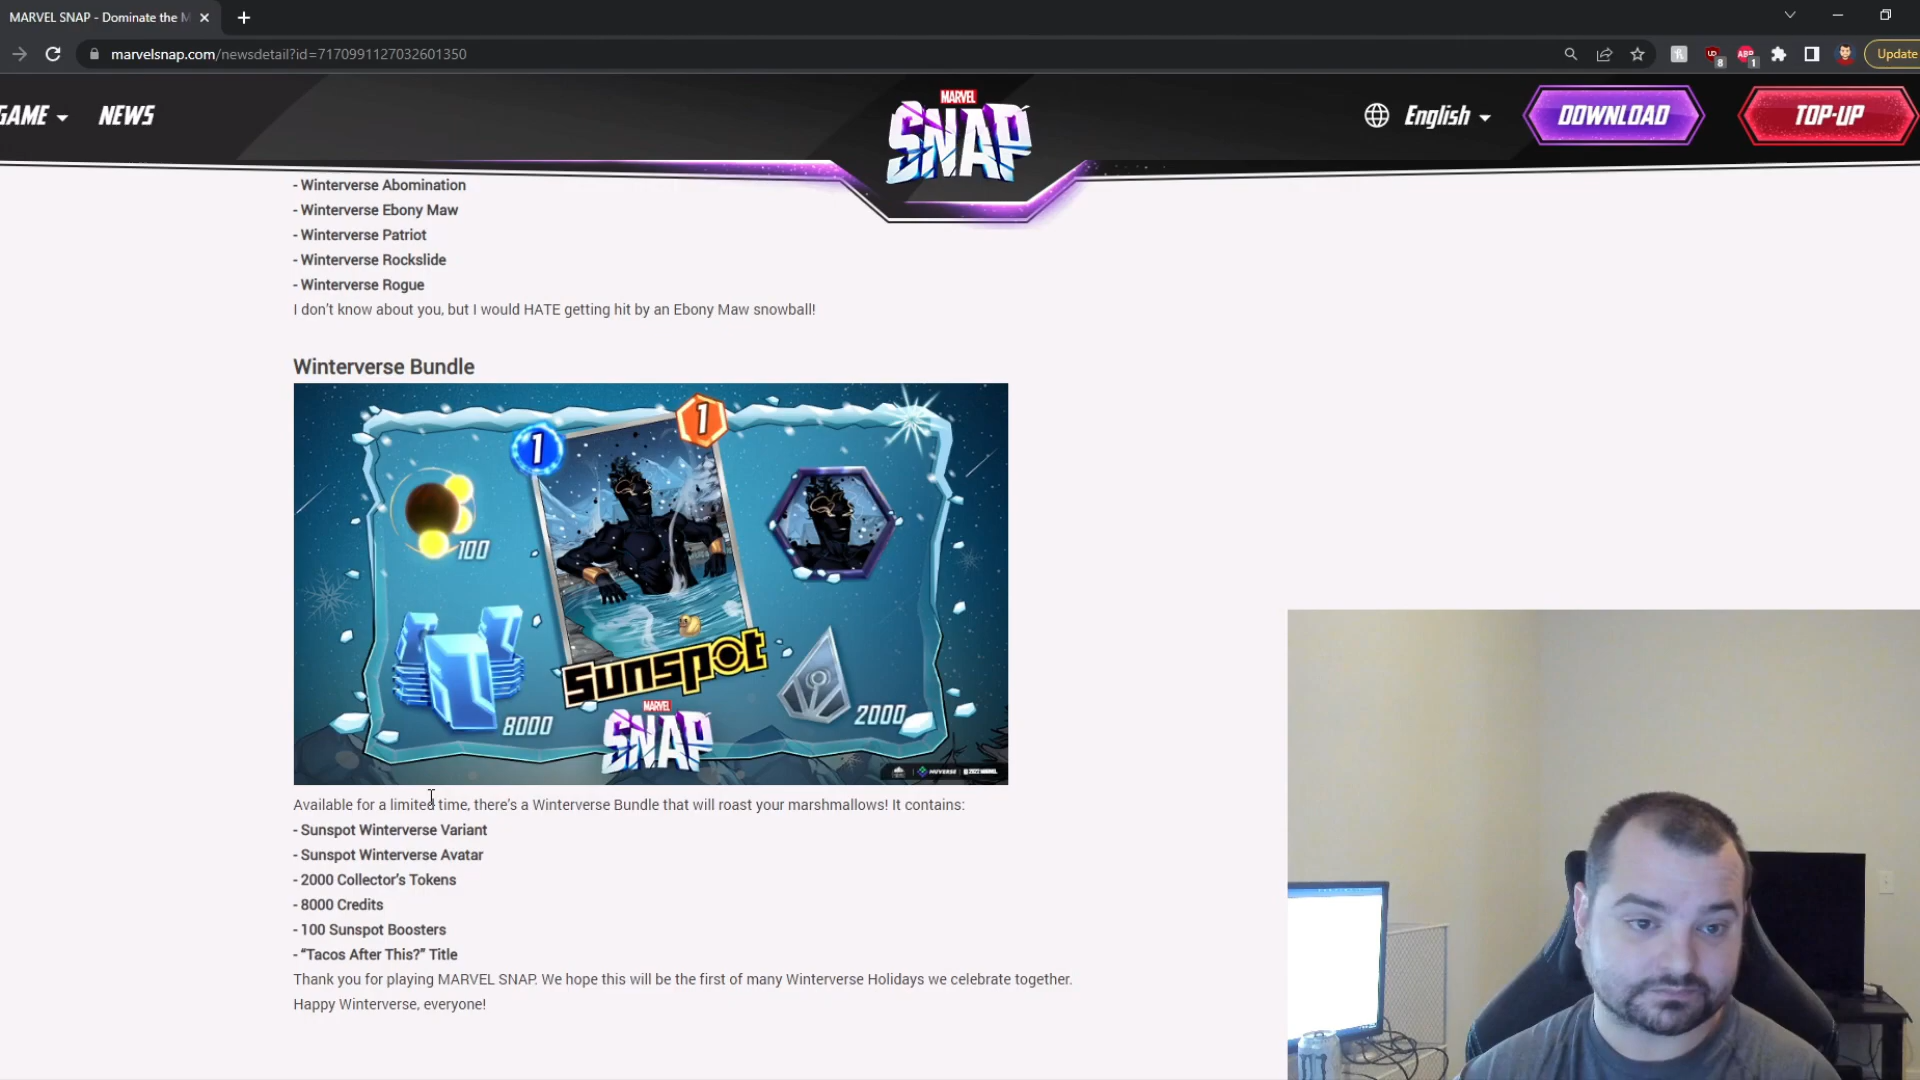 MARVEL SNAP - Dominate the M
marvelsnap.com/newsdetail?id=7170991127032601350
8
ABP
1
Update
GAME
NEWS
MARVEL
SNAP
English
DOWNLOAD
TOP-UP
- Winterverse Abomination
- Winterverse Ebony Maw
- Winterverse Patriot
- Winterverse Rockslide
- Winterverse Rogue
I don't know about you, but I would HATE getting hit by an Ebony Maw snowball!
Winterverse Bundle
1
1
100
Sunspot
8000
2000
MARVEL
SNAP
NUVERSE
Available for a limited time, there's a Winterverse Bundle that will roast your marshmallows! It contains:
- Sunspot Winterverse Variant
- Sunspot Winterverse Avatar
- 2000 Collector's Tokens
- 8000 Credits
- 100 Sunspot Boosters
- “Tacos After This?” Title
Thank you for playing MARVEL SNAP. We hope this will be the first of many Winterverse Holidays we celebrate together.
Happy Winterverse, everyone!